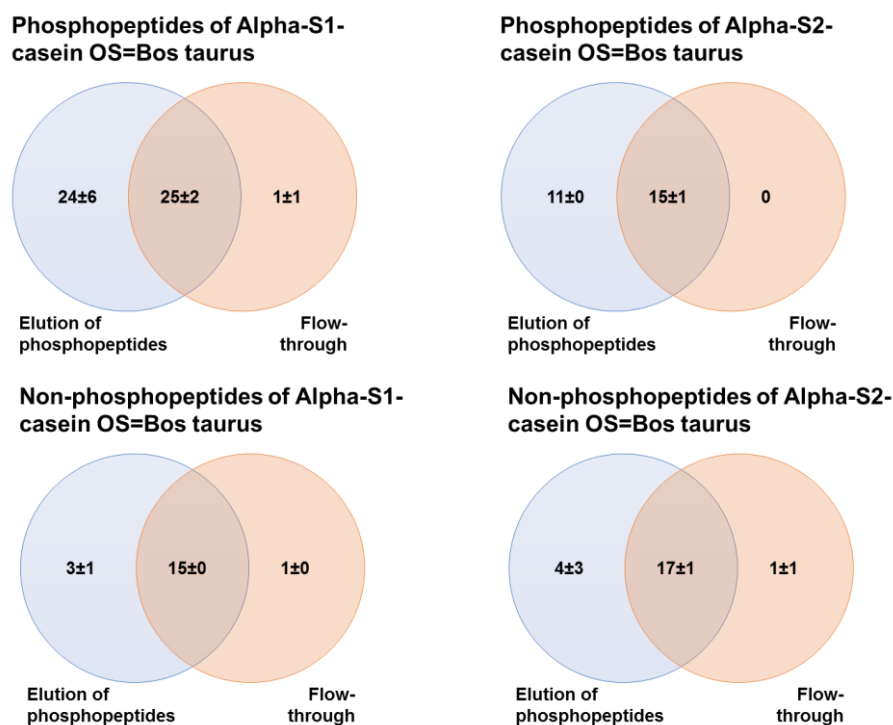 Phosphopeptides of Alpha-S1-
casein OS=Bos taurus
24±6
25±2
1±1
Elution of
phosphopeptides
Flow-
through
Phosphopeptides of Alpha-S2-
casein OS=Bos taurus
11±0
15±1
0
Elution of
phosphopeptides
Flow-
through
Non-phosphopeptides of Alpha-S1-
casein OS=Bos taurus
3±1
15±0
1±0
Elution of
phosphopeptides
Flow-
through
Non-phosphopeptides of Alpha-S2-
casein OS=Bos taurus
4±3
17±1
1±1
Elution of
phosphopeptides
Flow-
through